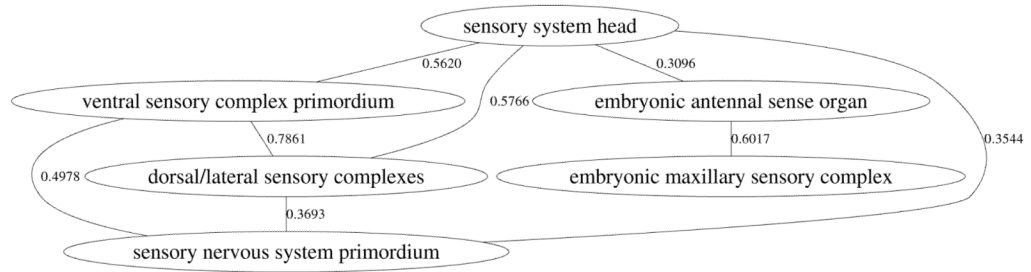 sensory system head
0.5620
0.3096
ventral sensory complex primordium
0.5766
embryonic antennal sense organ
0.7861
0.6017
0.3544
0.4978
dorsal/lateral sensory complexes
embryonic maxillary sensory complex
0.3693
sensory nervous system primordium